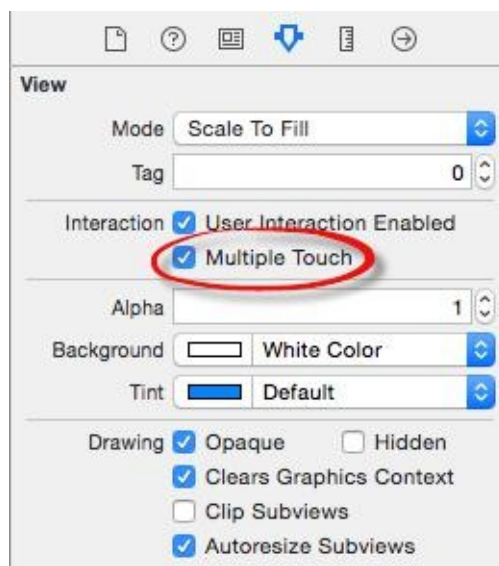 View
Mode Scale To Fill
Tag 0
Interaction User Interaction Enabled
Multiple Touch
Alpha 1
Background White Color
Tint Default
Drawing Opaque Hidden
Clears Graphics Context
Clip Subviews
Autoresize Subviews